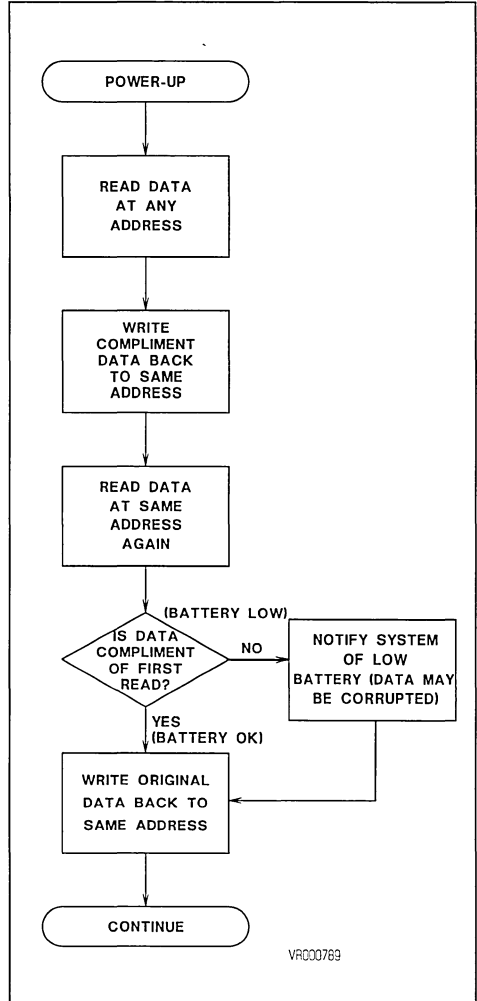 POWER-UP
READ DATA
AT ANY
ADDRESS
WRITE
COMPLIMENT
DATA BACK
TO SAME
ADDRESS
READ DATA
AT SAME
ADDRESS
AGAIN
(BATTERY LOW)
IS DATA
COMPLIMENT
OF FIRST
READ?
NO
NOTIFY SYSTEM
OF LOW
BATTERY (DATA MAY
BE CORRUPTED)
YES
(BATTERY OK)
WRITE ORIGINAL
DATA BACK TO
SAME ADDRESS
CONTINUE
VR000789